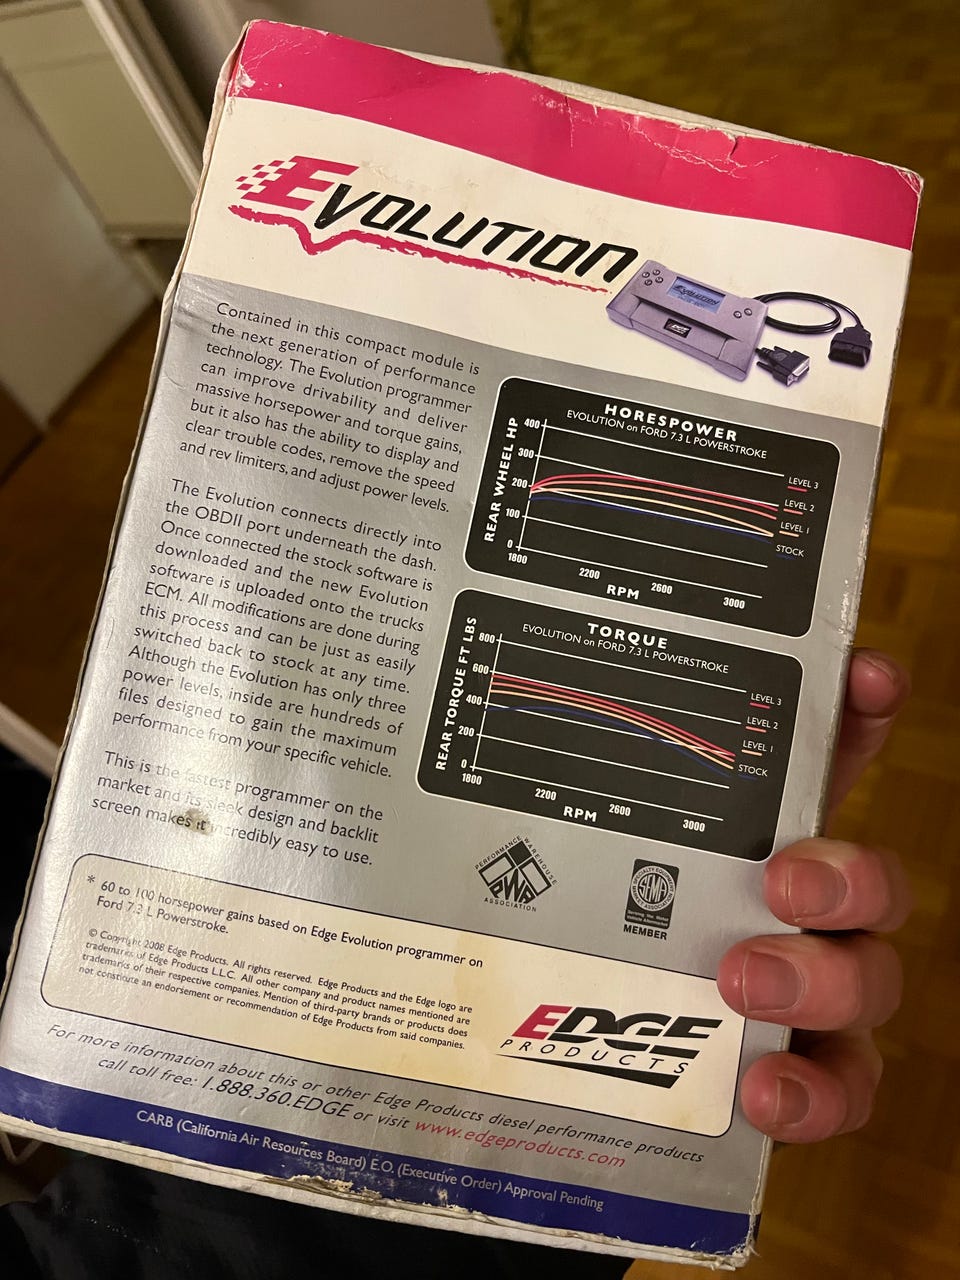 EVOLUTION
Contained in this compact module is
the next generation of performance
technology. The Evolution programmer
can improve drivability and deliver
massive horsepower and torque gains,
but it also has the ability to display and
clear trouble codes, remove the speed
and rev limiters, and adjust power levels.
The Evolution connects directly into
the OBDII port underneath the dash.
Once connected the stock software is
downloaded and the new Evolution
software is uploaded onto the trucks
ECM. All modifications are done during
this process and can be just as easily
switched back to stock at any time.
Although the Evolution has only three
power levels, inside are hundreds of
files designed to gain the maximum
performance from your specific vehicle.
This is the fastest programmer on the
market and its sleek design and backlit
screen makes it incredibly easy to use.
EVOLUTION
EDGE
HORESPOWER
EVOLUTION on FORD 7.3 L POWERSTROKE
REAR WHEEL HP
400
300
200
100
0
1800
2200
2600
3000
RPM
LEVEL 3
LEVEL 2
LEVEL 1
STOCK
TORQUE
EVOLUTION on FORD 7.3 L POWERSTROKE
REAR TORQUE FT LBS
800
600
400
200
0
1800
2200
2600
3000
RPM
LEVEL 3
LEVEL 2
LEVEL 1
STOCK
PERFORMANCE WAREHOUSE
PWA
ASSOCIATION
SEMA
MEMBER
* 60 to 100 horsepower gains based on Edge Evolution programmer on
Ford 7.3 L Powerstroke.
© Copyright 2008 Edge Products. All rights reserved. Edge Products and the Edge logo are
trademarks of Edge Products L.L.C. All other company and product names mentioned are
trademarks of their respective companies. Mention of third-party brands or products does
not constitute an endorsement or recommendation of Edge Products from said companies.
EDGE
PRODUCTS
For more information about this or other Edge Products diesel performance products
call toll free: 1.888.360.EDGE or visit www.edgeproducts.com
CARB (California Air Resources Board) E.O. (Executive Order) Approval Pending